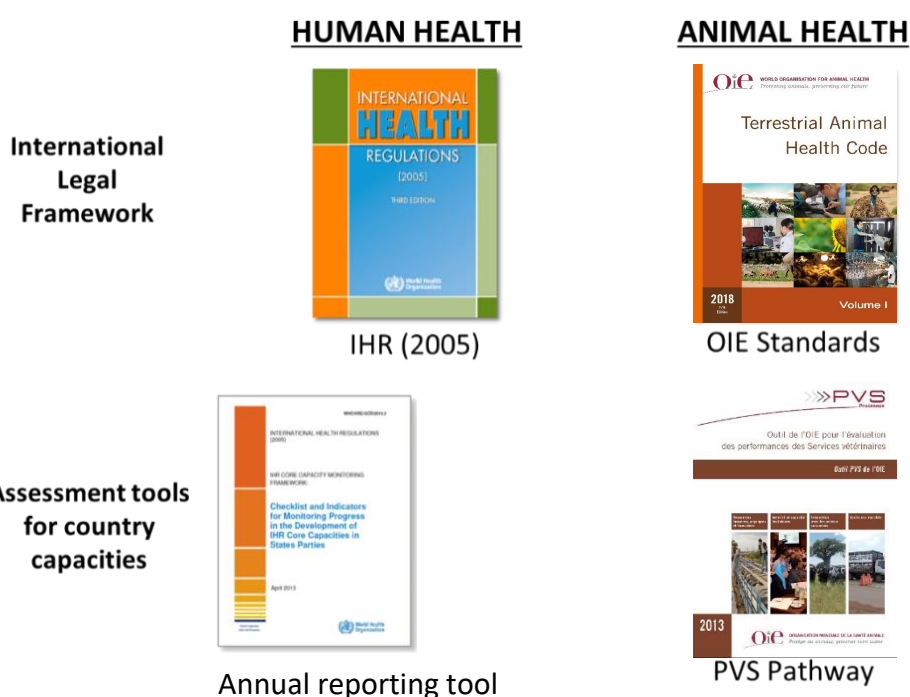 HUMAN HEALTH
ANIMAL HEALTH
International
Legal
Framework
INTERNATIONAL
HEALTH
REGULATIONS
(2005)
THIRD EDITION
World Health
Organization
IHR (2005)
Oie WORLD ORGANISATION FOR ANIMAL HEALTH
Protecting animals, preserving our future
Terrestrial Animal
Health Code
2018
Volume I
OIE Standards
Assessment tools
for country
capacities
INTERNATIONAL HEALTH REGULATIONS
(2005)
IHR CORE CAPACITY MONITORING
FRAMEWORK:
Checklist and Indicators
for Monitoring Progress
in the Development of
IHR Core Capacities in
States Parties
April 2013
World Health
Organization
Annual reporting tool
PVS
Outil de l'OIE pour l'évaluation
des performances des Services vétérinaires
Outil PVS de l'OIE
2013
Oie ORGANISATION MONDIALE DE LA SANTÉ ANIMALE
Protéger les animaux, préserver notre avenir
PVS Pathway